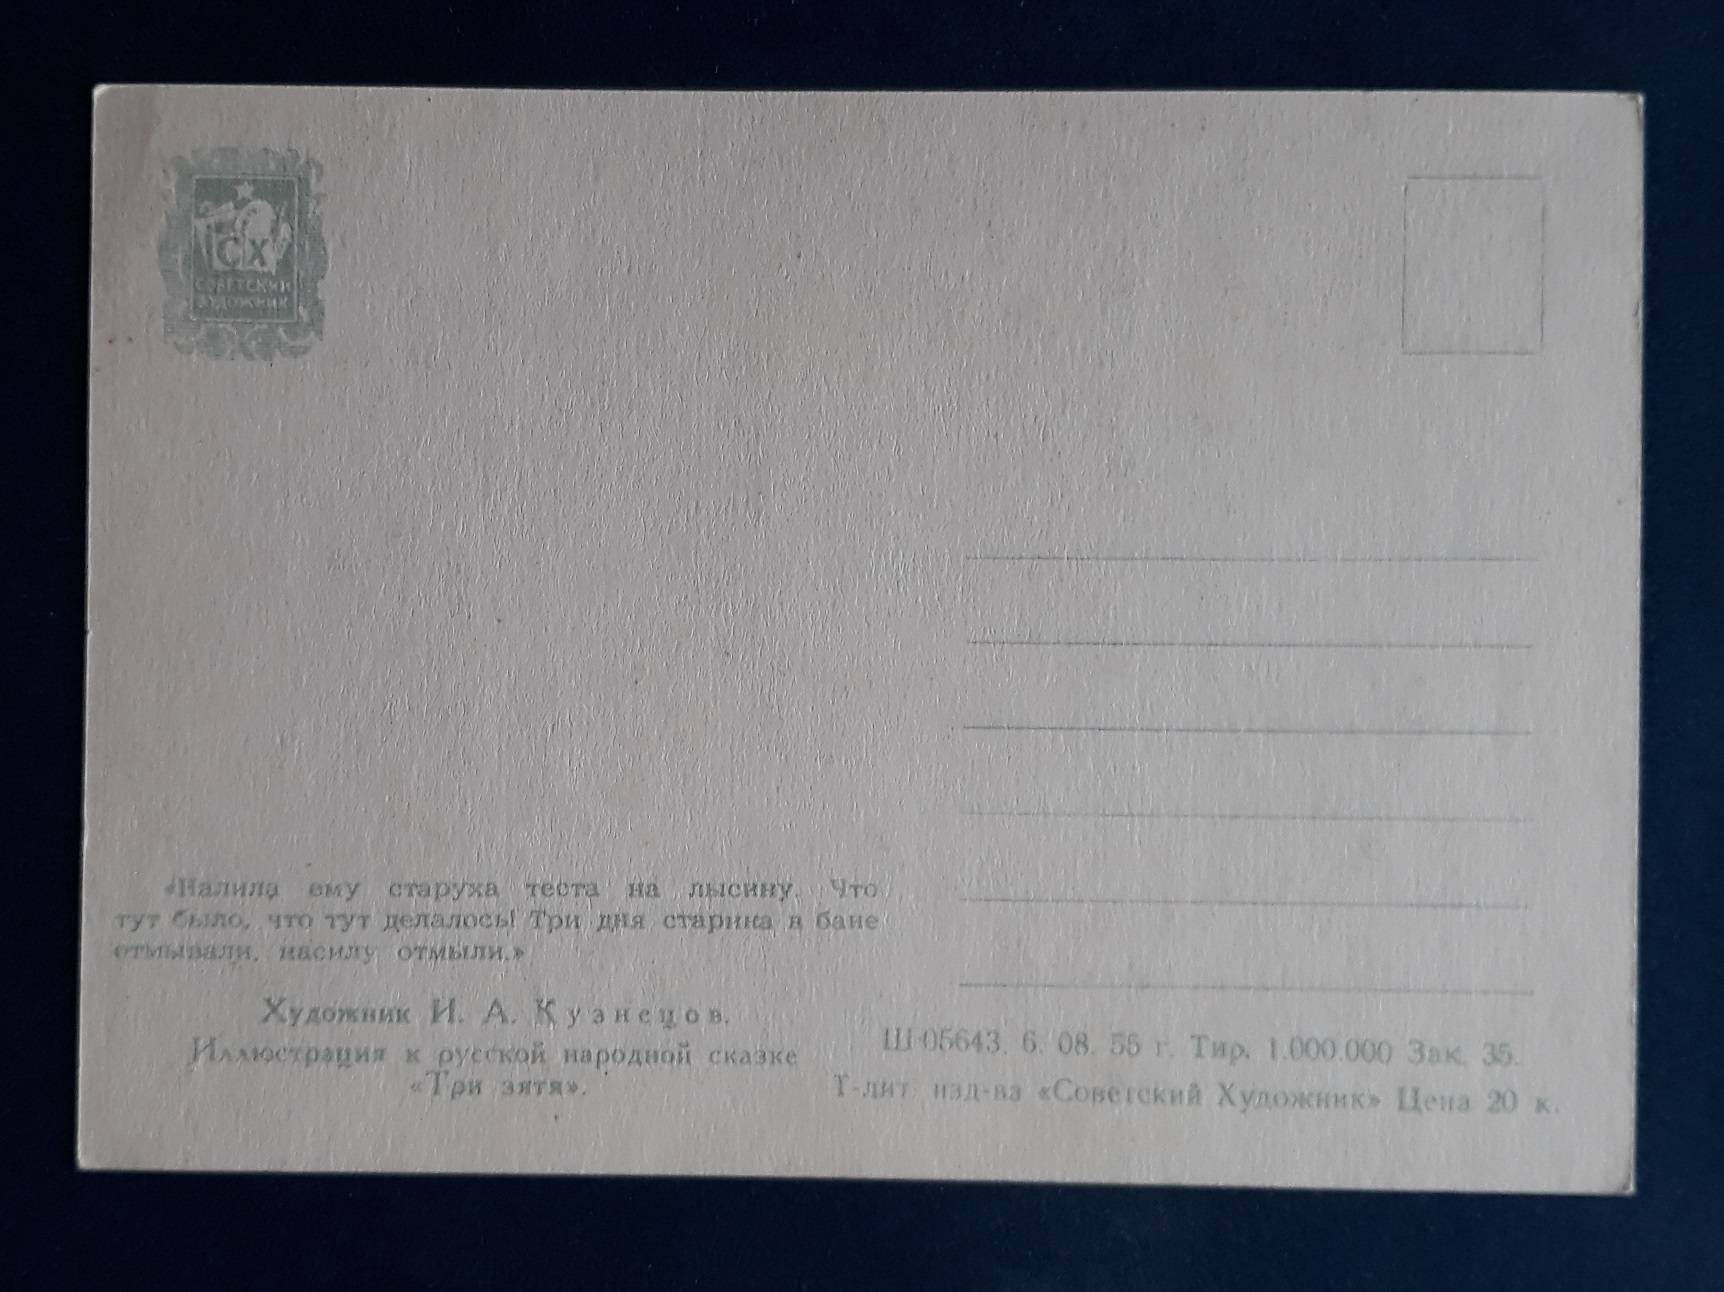 СХ
СОВЕТСКИЙ
ХУДОЖНИК
«Налила ему старуха теста на лысину. Что
тут было, что тут делалось! Три дня старика в бане
отмывали, насилу отмыли.»
Художник И. А. Кузнецов.
Иллюстрация к русской народной сказке
«Три зятя».
Ш-05643. 6. 08. 56 г. Тир. 1.000.000 Зак. 35.
Т-лит. изд-ва «Советский Художник» Цена 20 к.